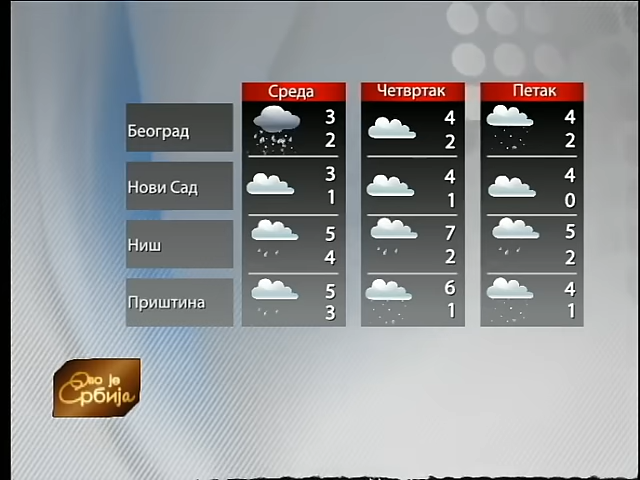 Среда Четвртак Петак
Београд 3 4 4
2 2 2
Нови Сад 3 4 4
1 1 0
Ниш 5 7 5
4 2 2
Приштина 5 6 4
3 1 1
Ово је
Србија